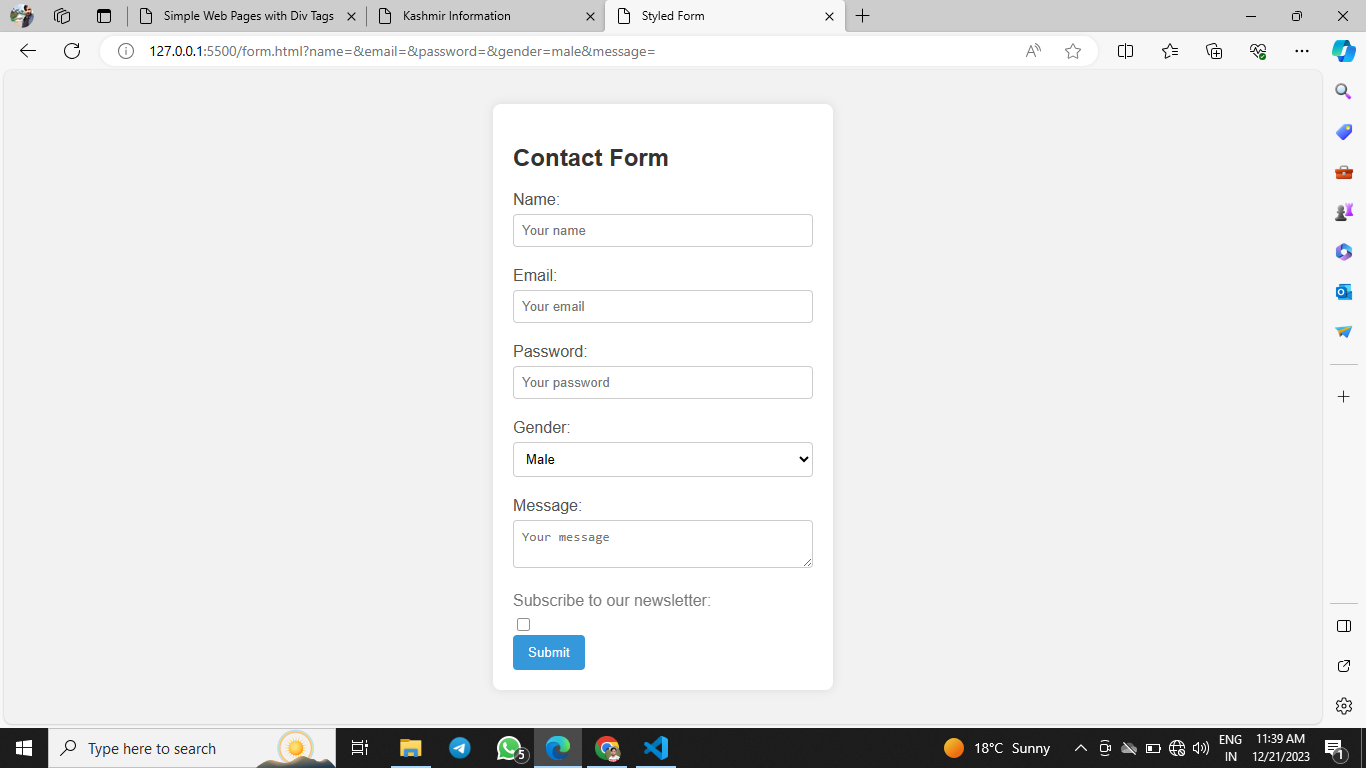 Simple Web Pages with Div Tags
Kashmir Information
Styled Form
127.0.0.1:5500/form.html?name=&email=&password=&gender=male&message=
Contact Form
Name:
Your name
Email:
Your email
Password:
Your password
Gender:
Male
Message:
Your message
Subscribe to our newsletter:
Submit
Type here to search
5
18°C Sunny
ENG
IN
11:39 AM
12/21/2023
1